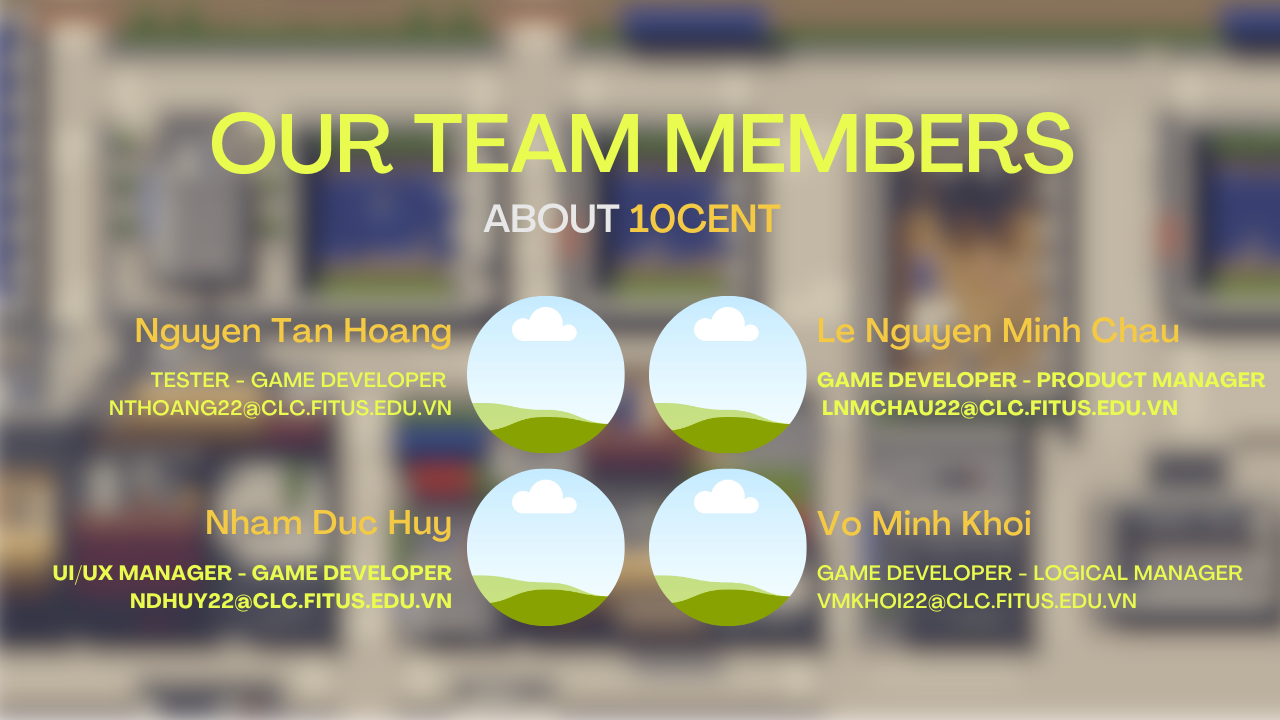 OUR TEAM MEMBERS
ABOUT 10CENT
Nguyen Tan Hoang
TESTER - GAME DEVELOPER
NTHOANG22@CLC.FITUS.EDU.VN
Le Nguyen Minh Chau
GAME DEVELOPER - PRODUCT MANAGER
LNMCHAU22@CLC.FITUS.EDU.VN
Nham Duc Huy
UI/UX MANAGER - GAME DEVELOPER
NDHUY22@CLC.FITUS.EDU.VN
Vo Minh Khoi
GAME DEVELOPER - LOGICAL MANAGER
VMKHOI22@CLC.FITUS.EDU.VN